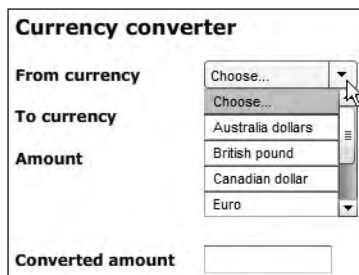 Currency converter
From currency Choose...
Choose...
To currency
Australia dollars
British pound
Amount
Canadian dollar
Euro
Converted amount